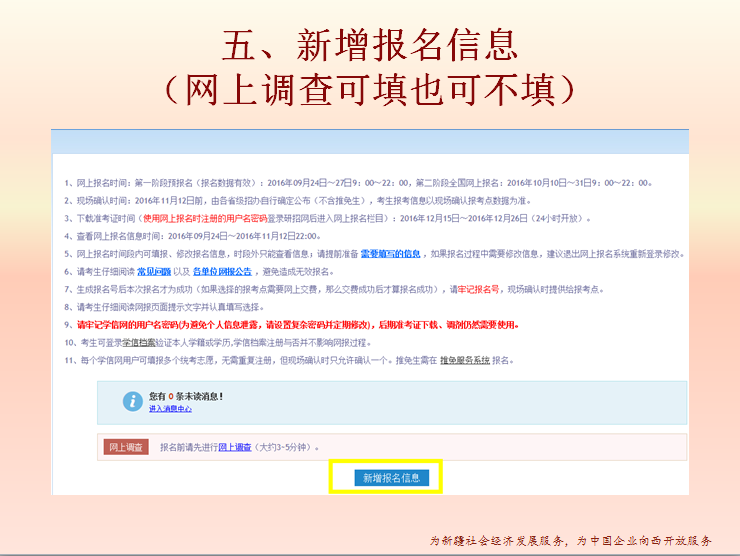 五、新增报名信息
（网上调查可填也可不填）
1、网上报名时间：第一阶段预报名（报名数据有效）：2016年09月24日～27日9：00～22：00，第二阶段全国网上报名：2016年10月10日～31日9：00～22：00。
2、现场确认时间：2016年11月12日前，由各省级招办自行确定公布（不含推免生），考生报考信息以现场确认报考点数据为准。
3、下载准考证时间（使用网上报名时注册的用户名密码登录研招网后进入网上报名栏目）：2016年12月15日～2016年12月26日（24小时开放）。
4、查看网上报名信息时间：2016年09月24日～2016年11月12日22:00。
5、网上报名时间段内可填报、修改报名信息，时段外只能查看信息；请提前准备 需要填写的信息 ，如果报名过程中需要修改信息，建议退出网上报名系统重新登录修改。
6、请考生仔细阅读 常见问题 以及 各单位网报公告 ，避免造成无效报名。
7、生成报名号后本次报名才为成功（如果选择的报考点需要网上交费，那么交费成功后才算报名成功），请牢记报名号，现场确认时提供给报考点。
8、请考生仔细阅读网报页面提示文字并认真填写选择。
9、请牢记学信网的用户名密码(为避免个人信息泄露，请设置复杂密码并定期修改)，后期准考证下载、调剂仍然需要使用。
10、考生可登录学信档案验证本人学籍或学历,学信档案注册与否并不影响网报过程。
11、每个学信网用户可填报多个统考志愿，无需重复注册，但现场确认时只允许确认一个。推免生需在 推免服务系统 报名。
您有 0 条未读消息！
进入消息中心
网上调查 报名前请先进行网上调查（大约3-5分钟）。
新增报名信息
为新疆社会经济发展服务，为中国企业向西开放服务